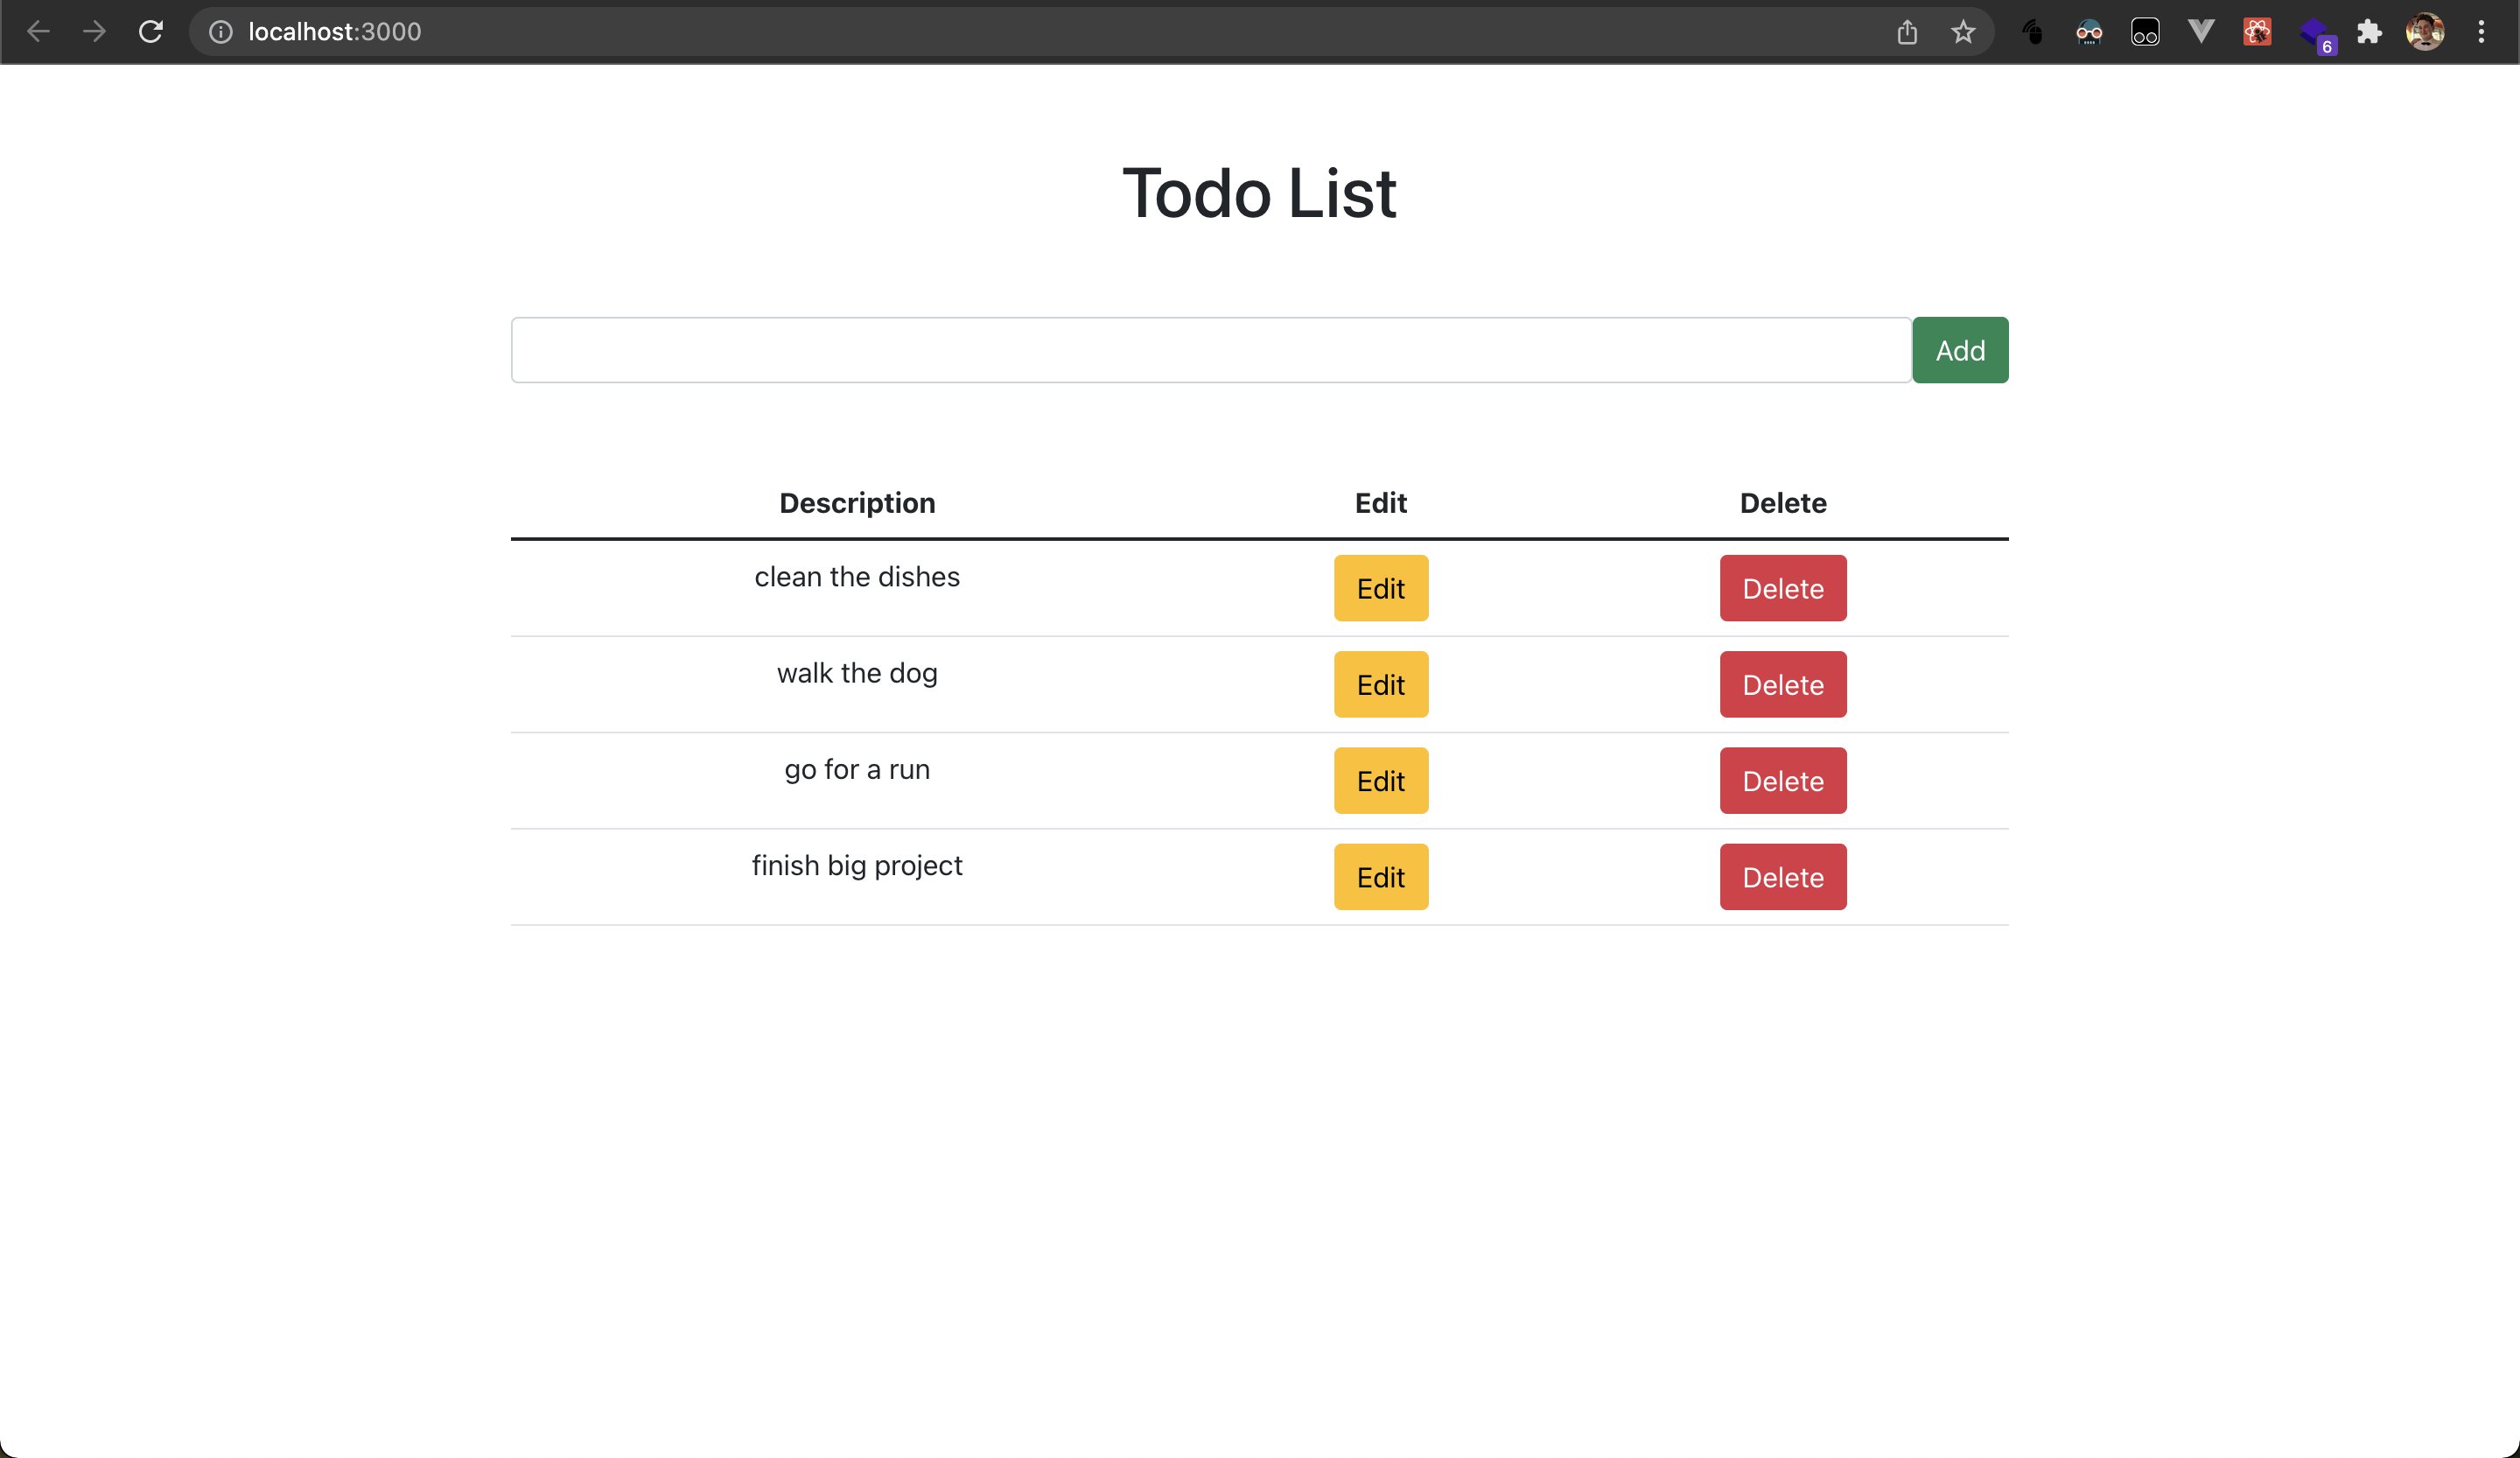 localhost:3000
6
Todo List
Add
Description Edit Delete
clean the dishes Edit Delete
walk the dog Edit Delete
go for a run Edit Delete
finish big project Edit Delete